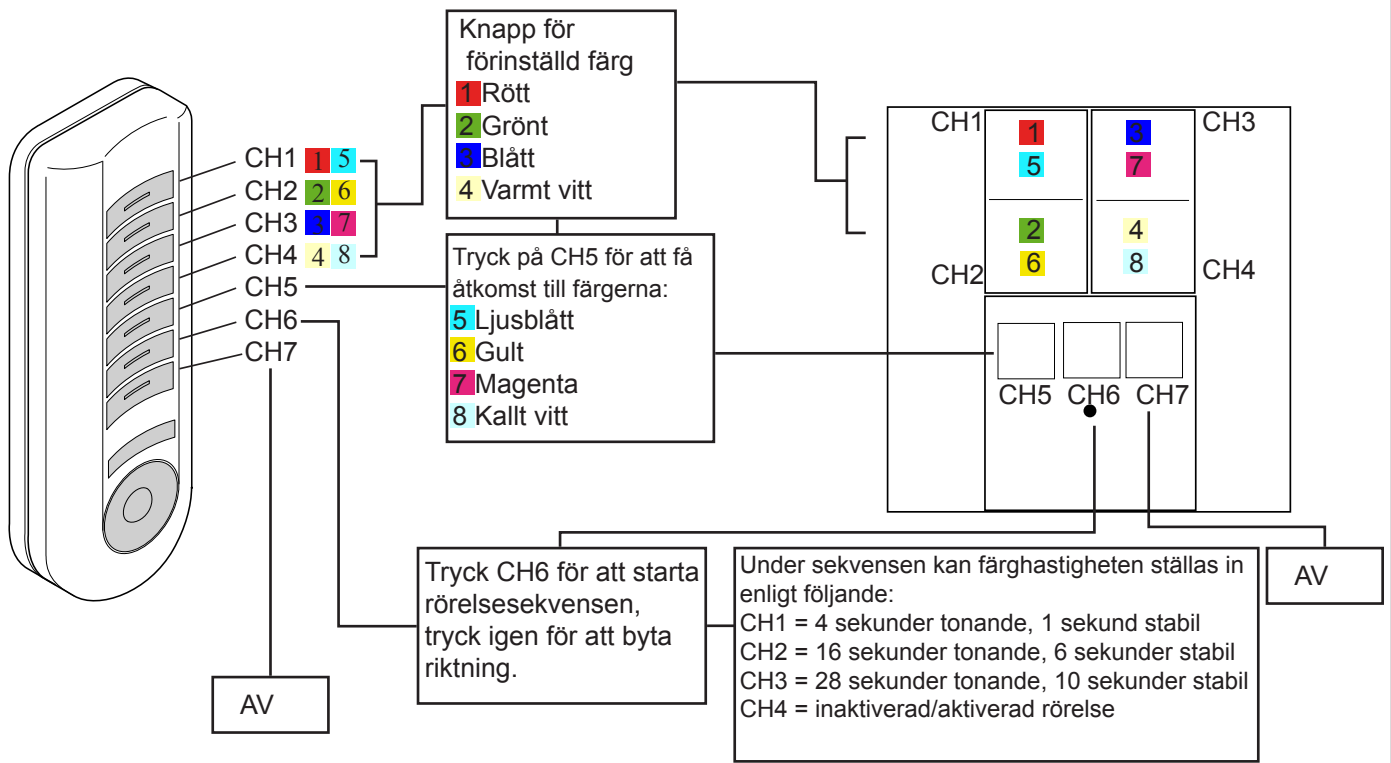 Knapp för
förinställd färg
1 Rött
2 Grönt
3 Blått
4 Varmt vitt
CH1 1 5
CH2 2 6
CH3 3 7
CH4 4 8
CH5
CH6
CH7
Tryck på CH5 för att få
åtkomst till färgerna:
5 Ljusblått
6 Gult
7 Magenta
8 Kallt vitt
CH1 1 3 CH3
5 7
2 4
CH2 6 8 CH4
CH5 CH6 CH7
Tryck CH6 för att starta
rörelsesekvensen,
tryck igen för att byta
riktning.
Under sekvensen kan färghastigheten ställas in
enligt följande:
CH1 = 4 sekunder tonande, 1 sekund stabil
CH2 = 16 sekunder tonande, 6 sekunder stabil
CH3 = 28 sekunder tonande, 10 sekunder stabil
CH4 = inaktiverad/aktiverad rörelse
AV
AV